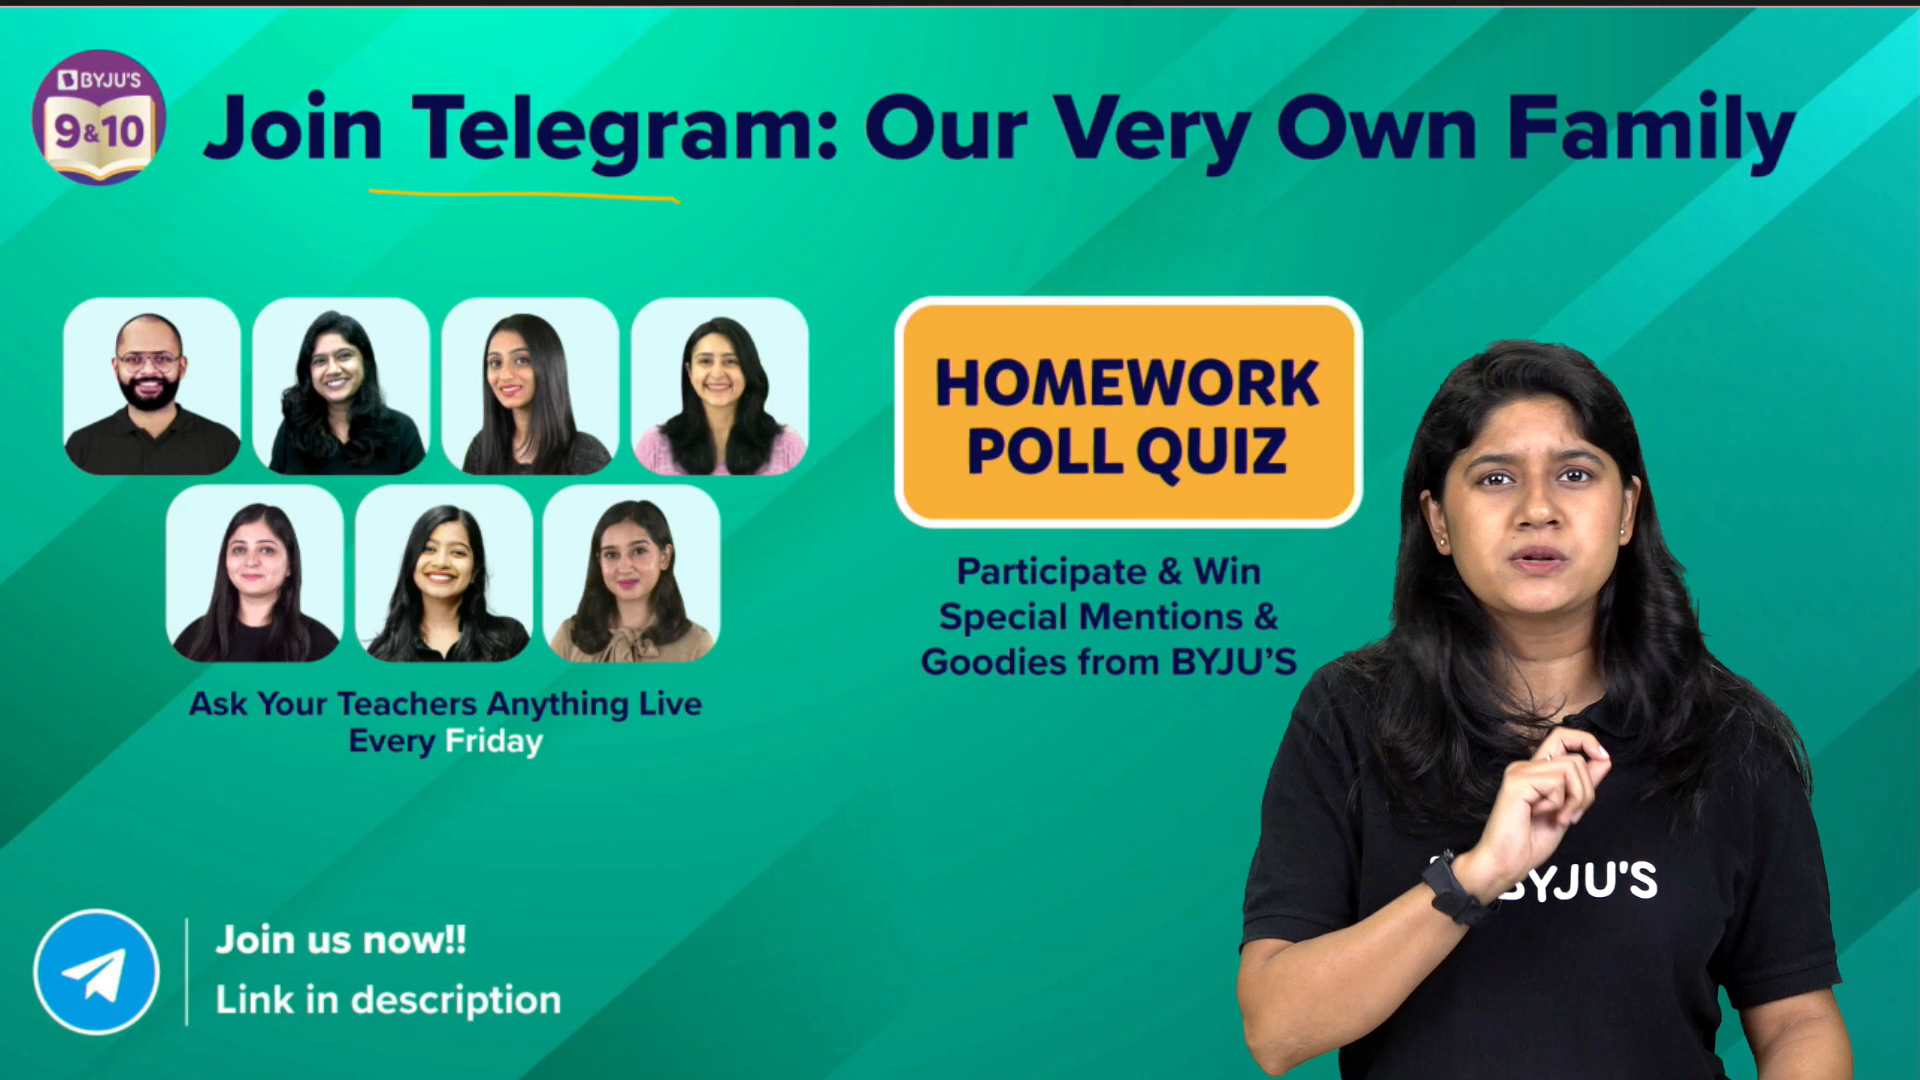 BYJU'S
9&10
Join Telegram: Our Very Own Family
HOMEWORK
POLL QUIZ
Participate & Win
Special Mentions &
Goodies from BYJU'S
Ask Your Teachers Anything Live
Every Friday
BYJU'S
Join us now!!
Link in description